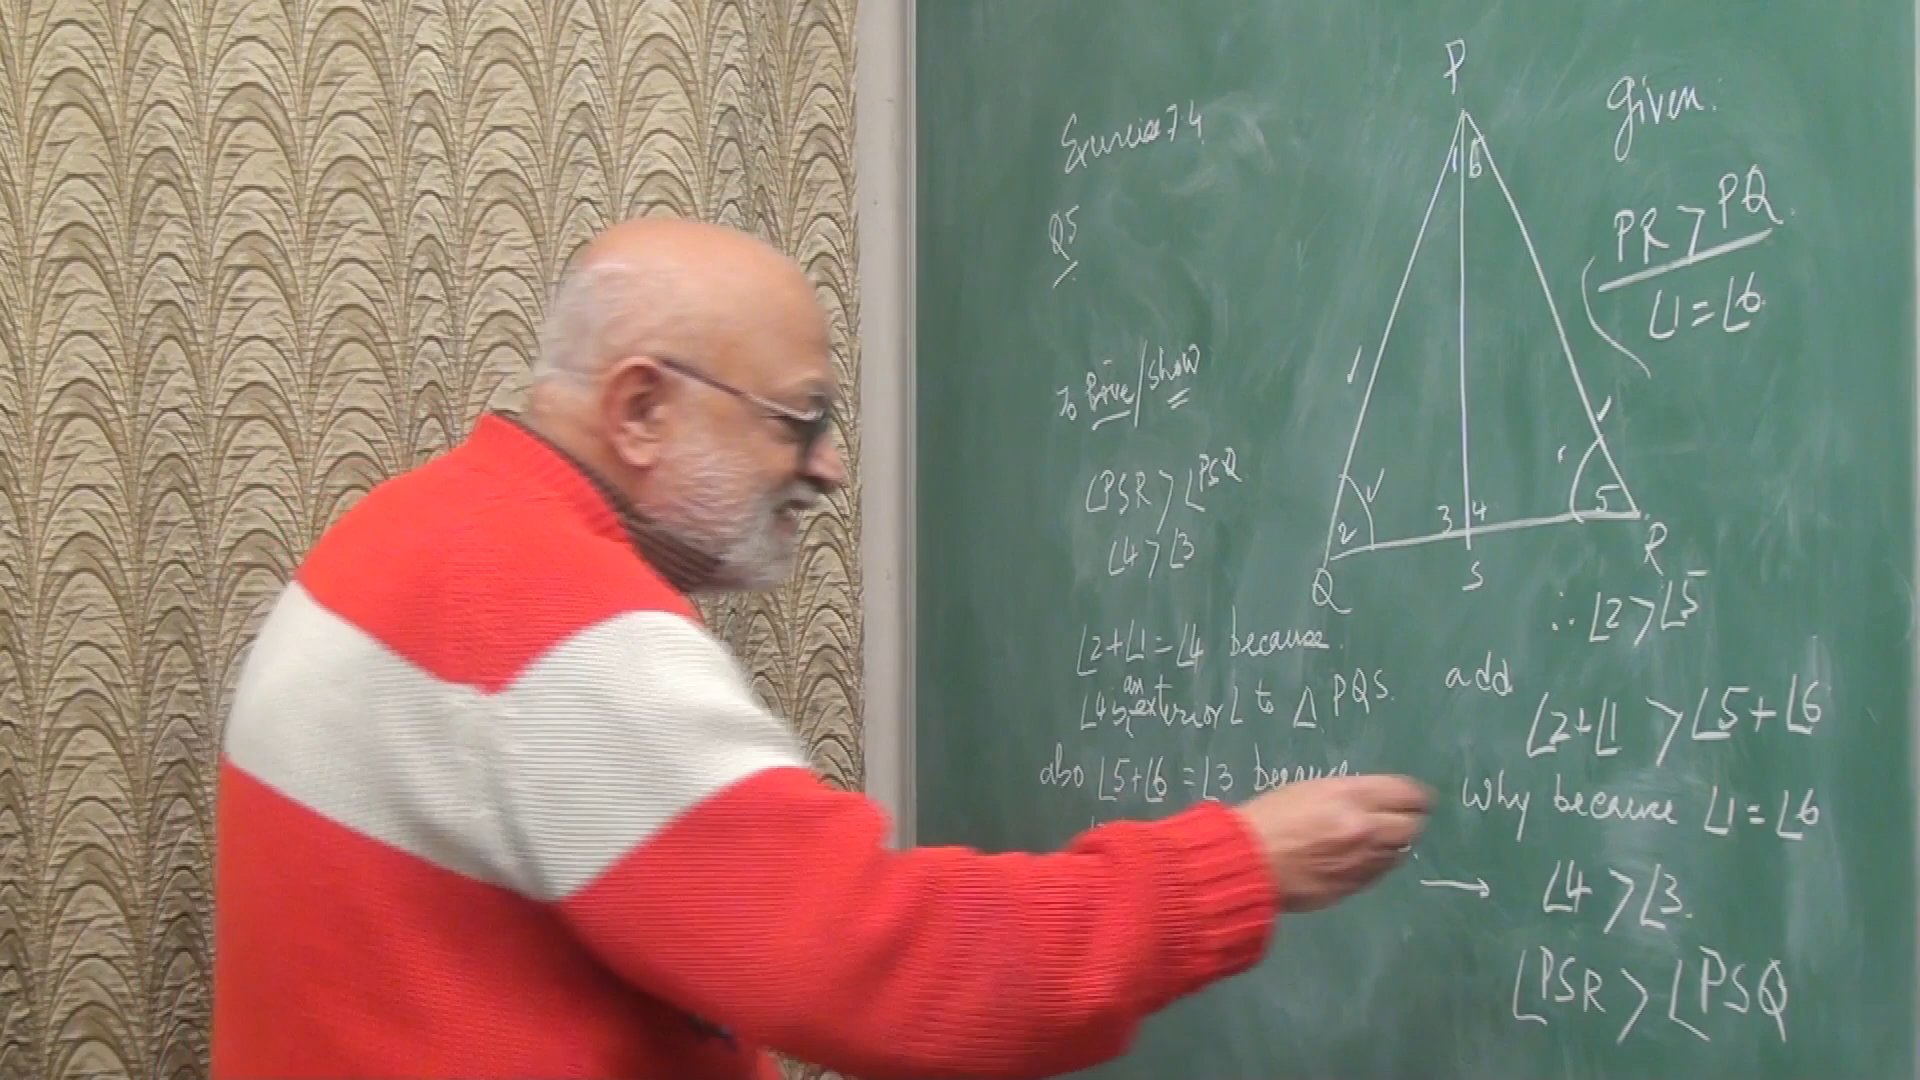 Exercise 7.4
Q5
To Prove/Show
∠PSR > ∠PSQ
∠4 > ∠3
∠2+∠1=∠4 because
∠4 is an exterior ∠ to △ PQS.
also ∠5+∠6 = ∠3 because
P
1 6
2 3 4 5
Q S R
Given:
PR > PQ.
∠1=∠6.
∴ ∠2>∠5
add
∠2+∠1 > ∠5+∠6
Why because ∠1=∠6
→ ∠4 > ∠3.
∠PSR > ∠PSQ